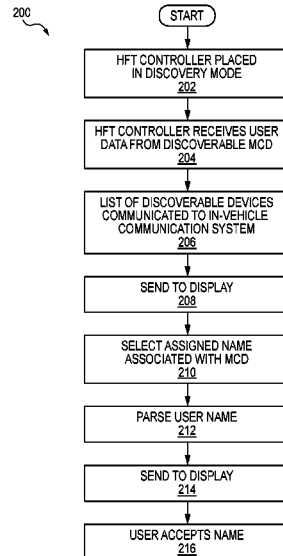 200
START
HFT CONTROLLER PLACED
IN DISCOVERY MODE
202
HFT CONTROLLER RECEIVES USER
DATA FROM DISCOVERABLE MCD
204
LIST OF DISCOVERABLE DEVICES
COMMUNICATED TO IN-VEHICLE
COMMUNICATION SYSTEM
206
SEND TO DISPLAY
208
SELECT ASSIGNED NAME
ASSOCIATED WITH MCD
210
PARSE USER NAME
212
SEND TO DISPLAY
214
USER ACCEPTS NAME
216